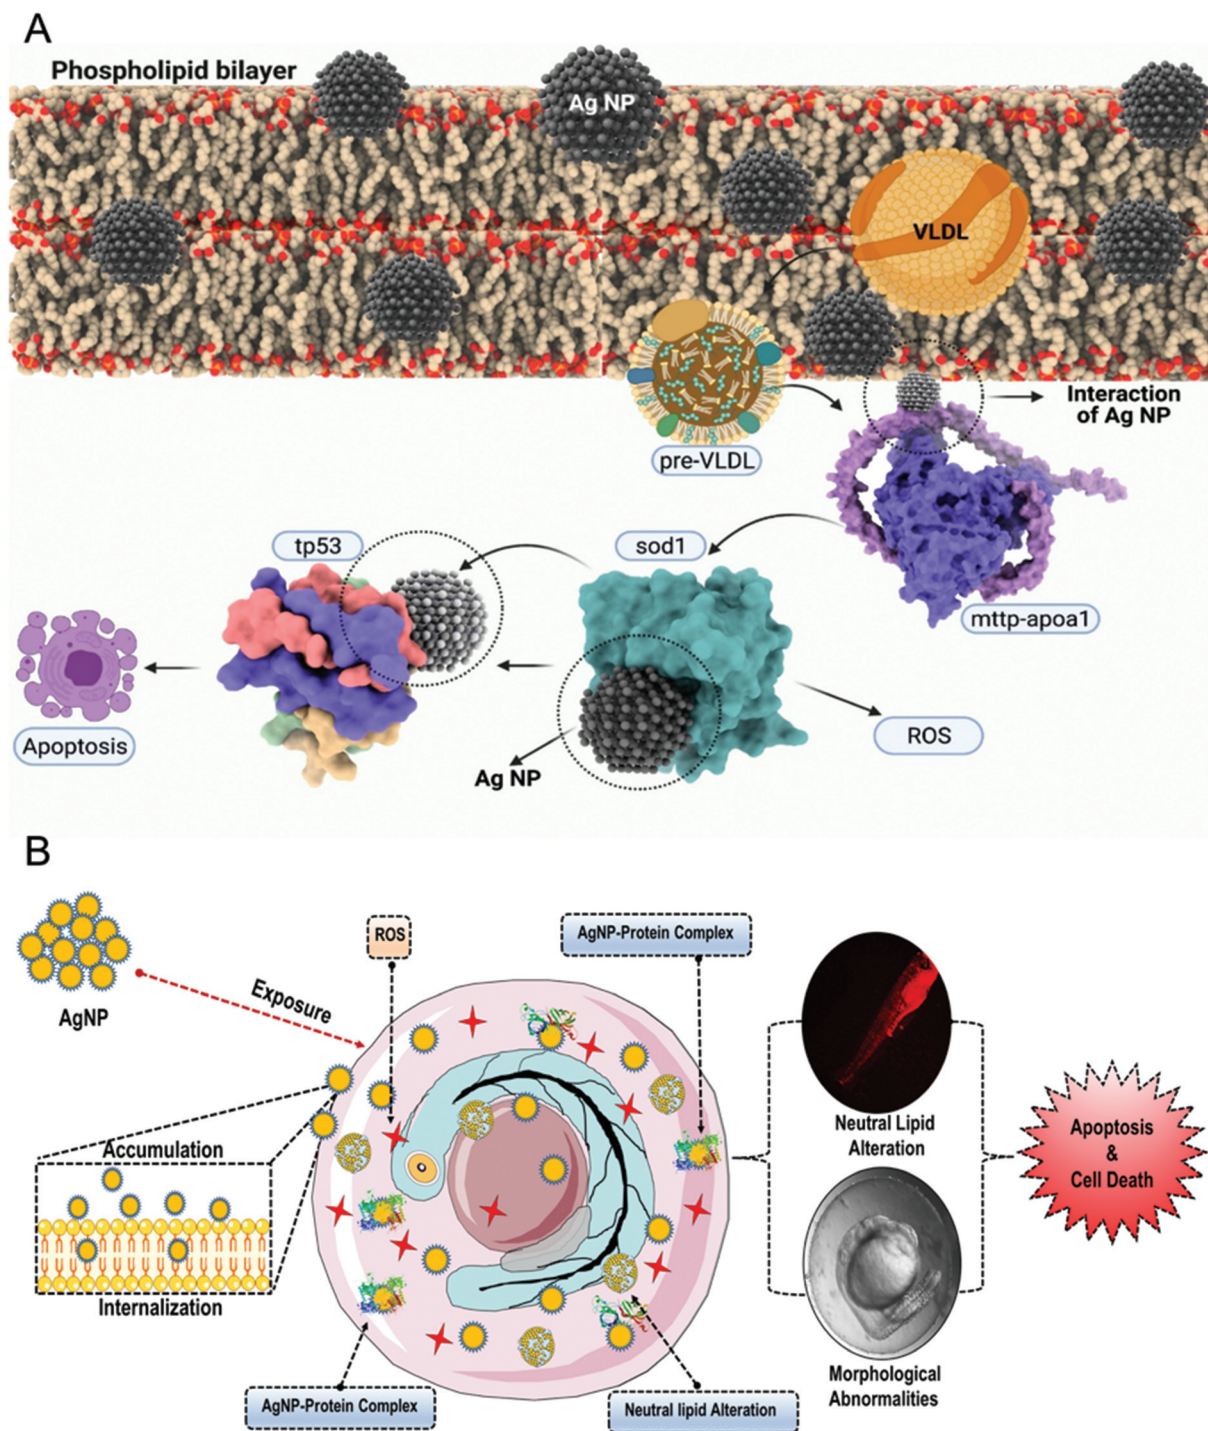 A
Phospholipid bilayer
Ag NP
VLDL
Interaction
of Ag NP
pre-VLDL
tp53
sod1
mttp-apoa1
Apoptosis
ROS
Ag NP
B
ROS
AgNP-Protein Complex
AgNP
Exposure
Accumulation
Internalization
Neutral Lipid
Alteration
Apoptosis
&
Cell Death
Morphological
Abnormalities
AgNP-Protein Complex
Neutral lipid Alteration